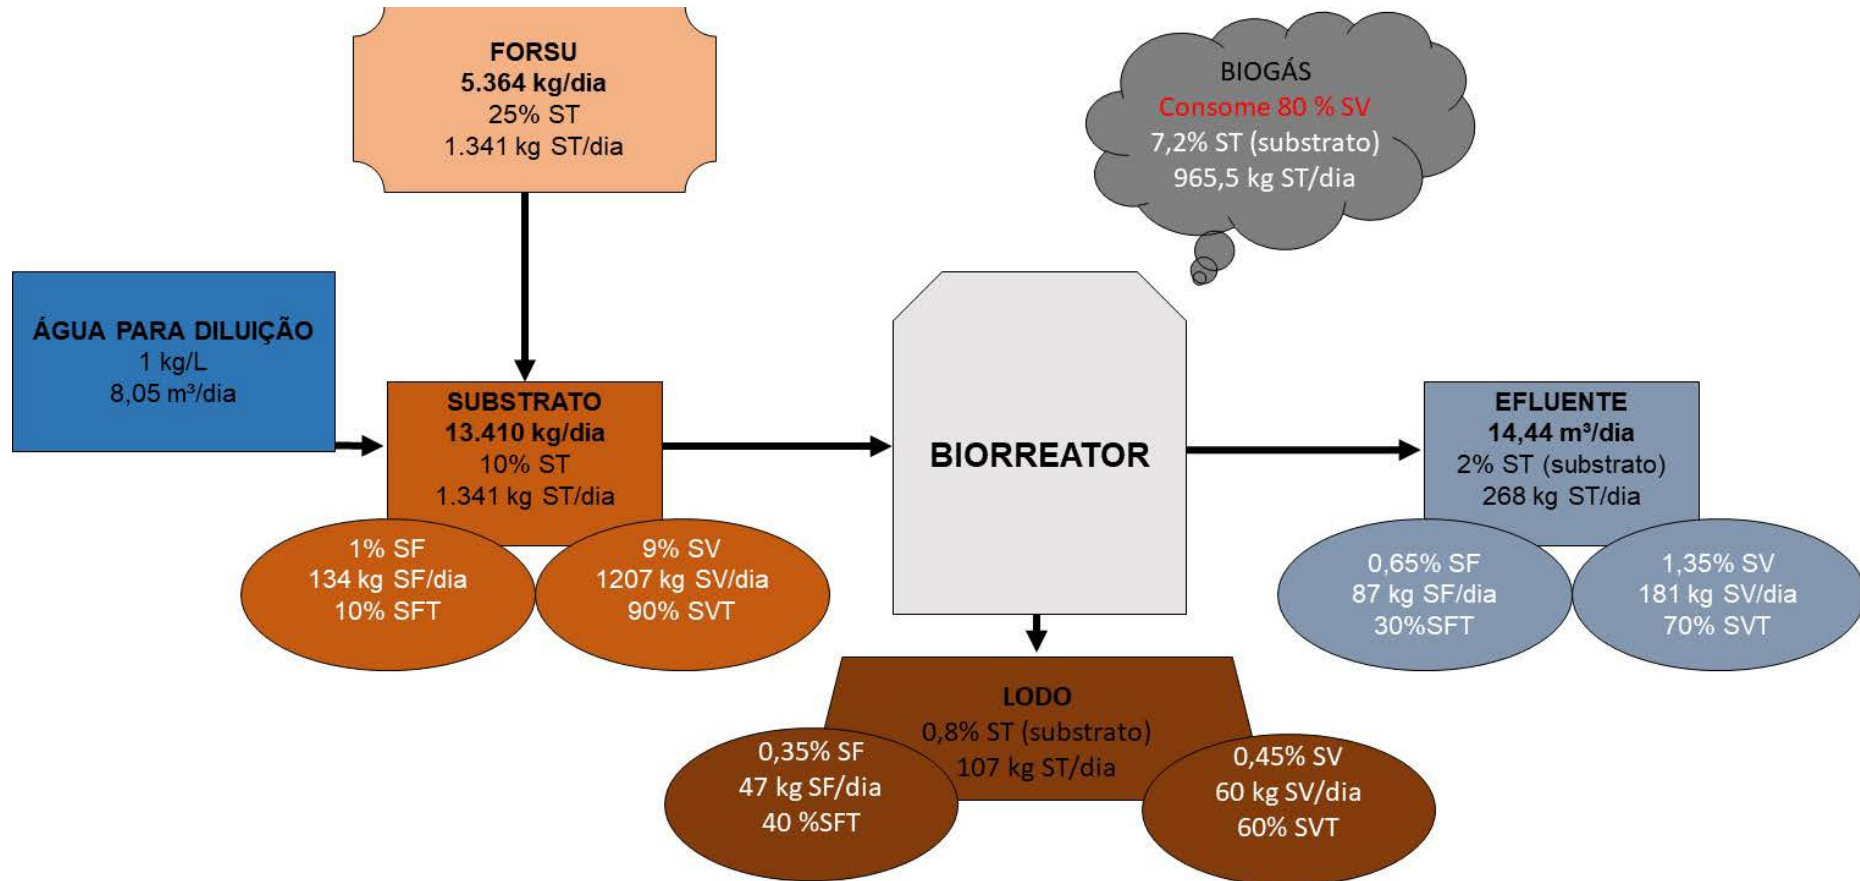 FORSU
5.364 kg/dia
25% ST
1.341 kg ST/dia
BIOGÁS
Consome 80 % SV
7,2% ST (substrato)
965,5 kg ST/dia
ÁGUA PARA DILUIÇÃO
1 kg/L
8,05 m³/dia
SUBSTRATO
13.410 kg/dia
10% ST
1.341 kg ST/dia
1% SF
134 kg SF/dia
10% SFT
9% SV
1207 kg SV/dia
90% SVT
BIORREATOR
EFLUENTE
14,44 m³/dia
2% ST (substrato)
268 kg ST/dia
0,65% SF
87 kg SF/dia
30%SFT
1,35% SV
181 kg SV/dia
70% SVT
LODO
0,8% ST (substrato)
107 kg ST/dia
0,35% SF
47 kg SF/dia
40 %SFT
0,45% SV
60 kg SV/dia
60% SVT